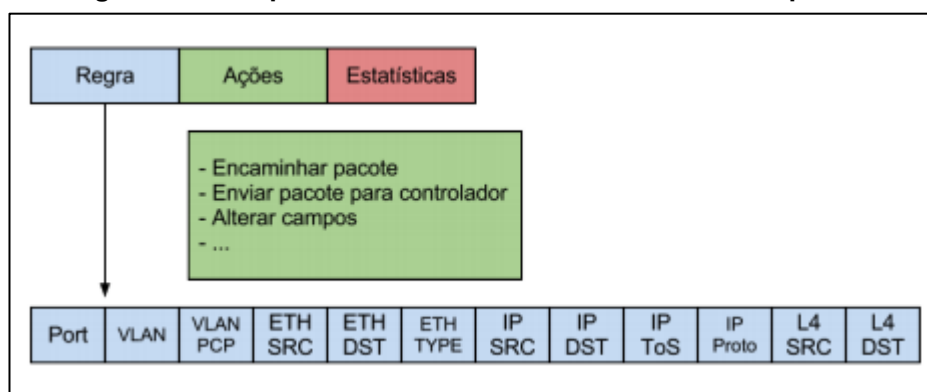 Regra Ações Estatísticas
- Encaminhar pacote
- Enviar pacote para controlador
- Alterar campos
- ...
Port VLAN VLAN PCP ETH SRC ETH DST ETH TYPE IP SRC IP DST IP ToS IP Proto L4 SRC L4 DST